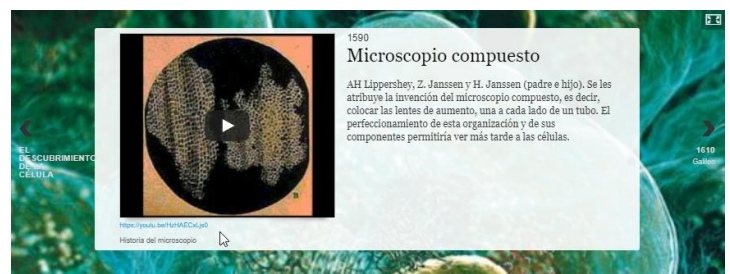 1590
Microscopio compuesto
AH Lippershey, Z. Janssen y H. Janssen (padre e hijo). Se les
atribuye la invención del microscopio compuesto, es decir,
colocar las lentes de aumento, una a cada lado de un tubo. El
perfeccionamiento de esta organización y de sus
componentes permitiría ver más tarde a las células.
B
Historia del microscopio
EL
DESCUBRIMIENTO
DE LA
CÉLULA
1610
Galileo